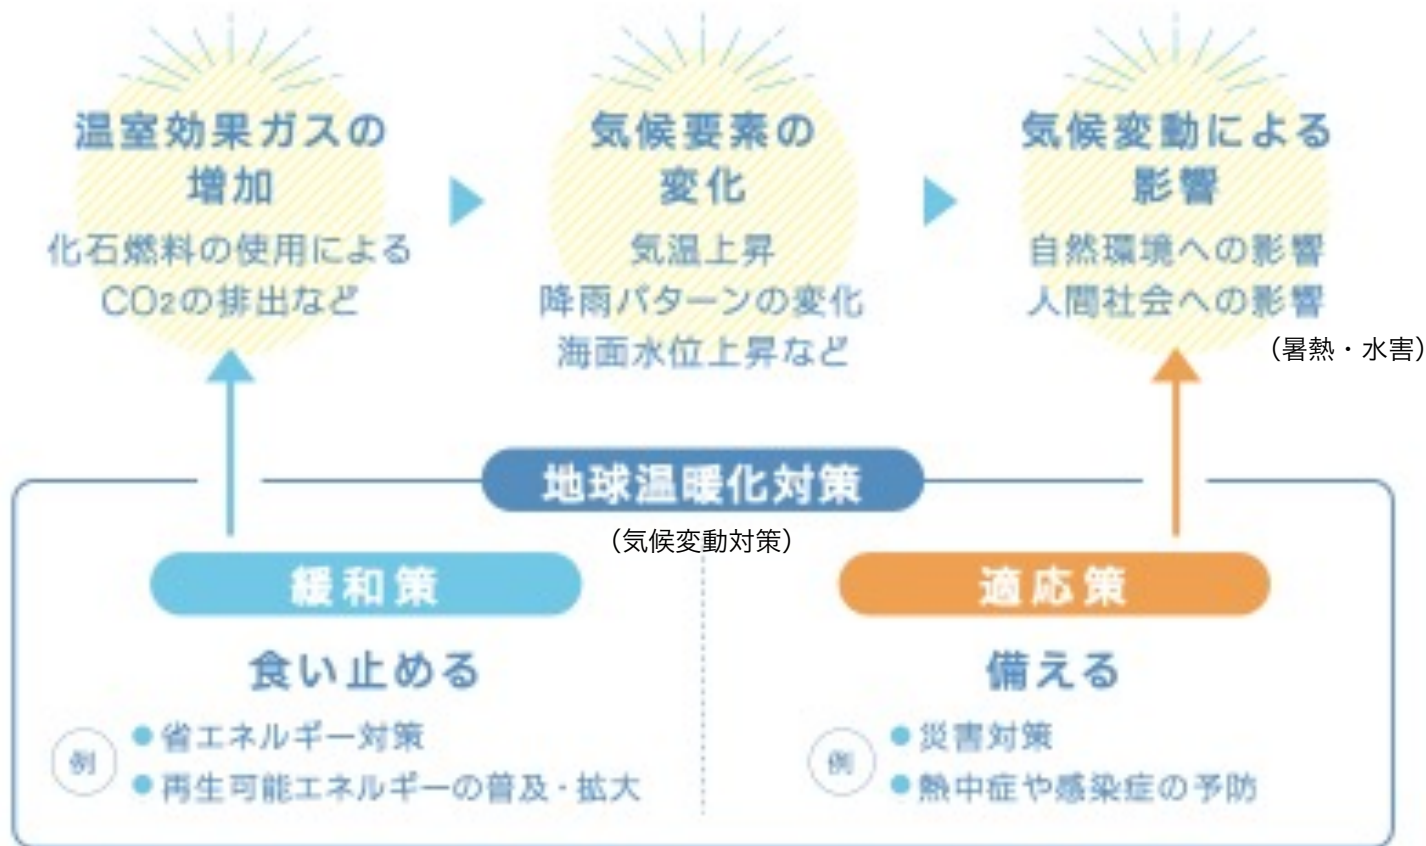 温室効果ガスの
増加
化石燃料の使用による
CO2の排出など
気候要素の
変化
気温上昇
降雨パターンの変化
海面水位上昇など
気候変動による
影響
自然環境への影響
人間社会への影響
（暑熱・水害）
地球温暖化対策
（気候変動対策）
緩和策
食い止める
例
●省エネルギー対策
●再生可能エネルギーの普及・拡大
適応策
備える
例
●災害対策
●熱中症や感染症の予防